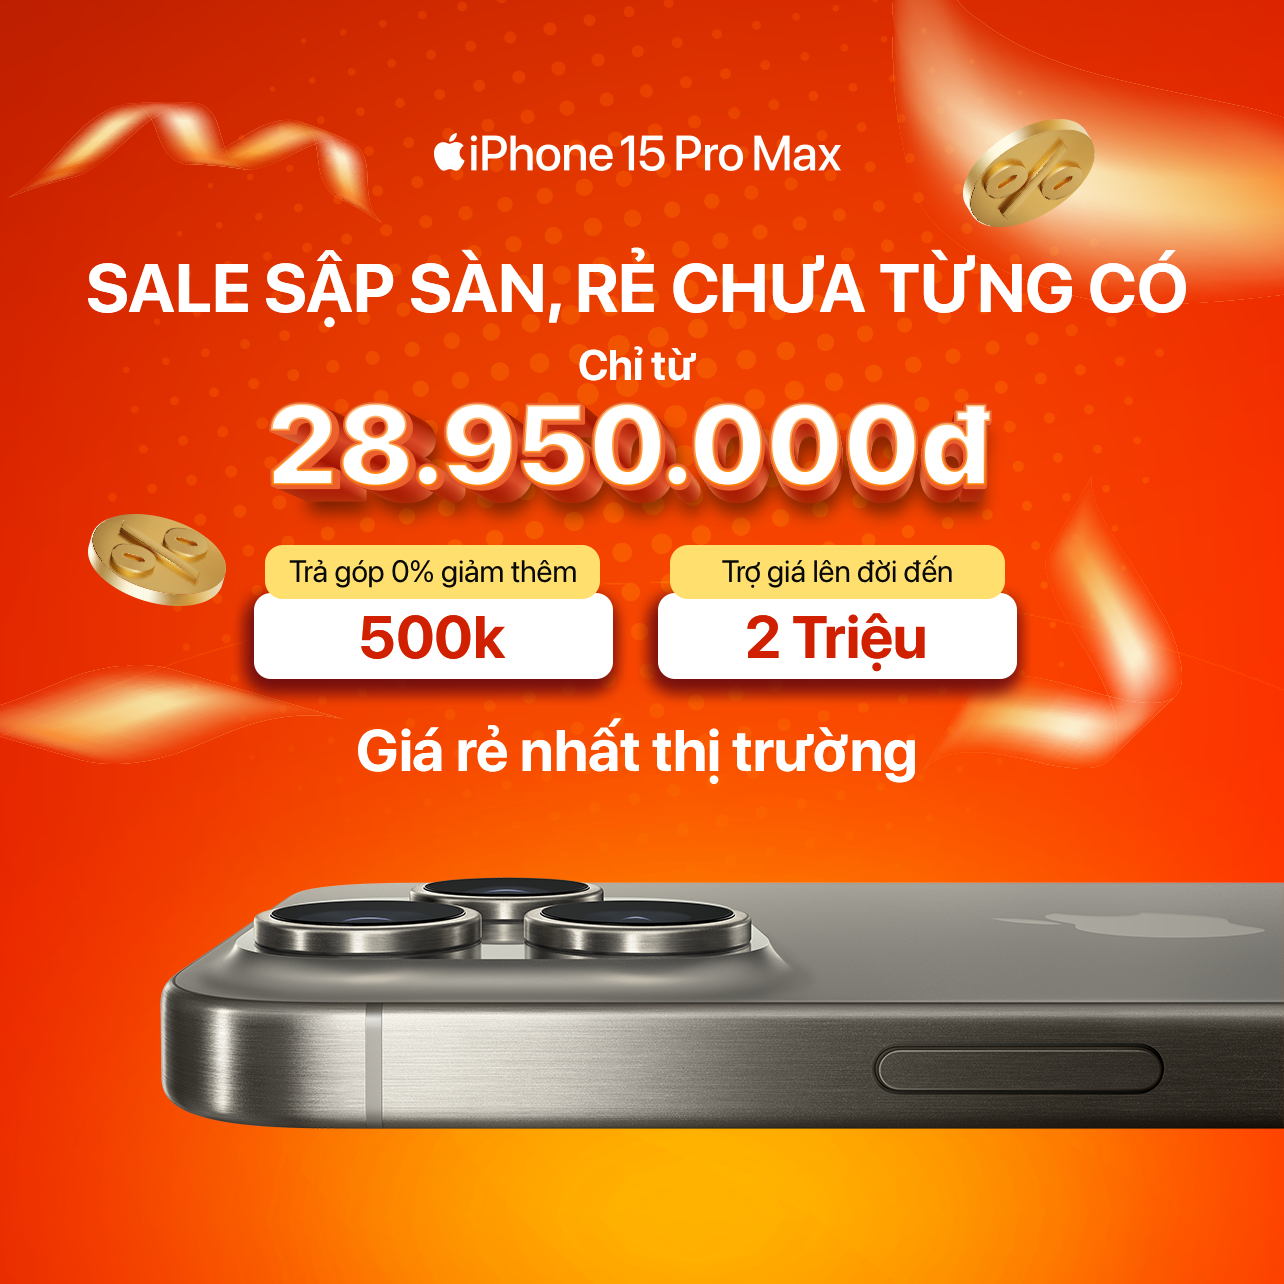 iPhone 15 Pro Max
SALE SẬP SÀN, RẺ CHƯA TỪNG CÓ
Chỉ từ
28.950.000đ
Trả góp 0% giảm thêm
500k
Trợ giá lên đời đến
2 Triệu
Giá rẻ nhất thị trường